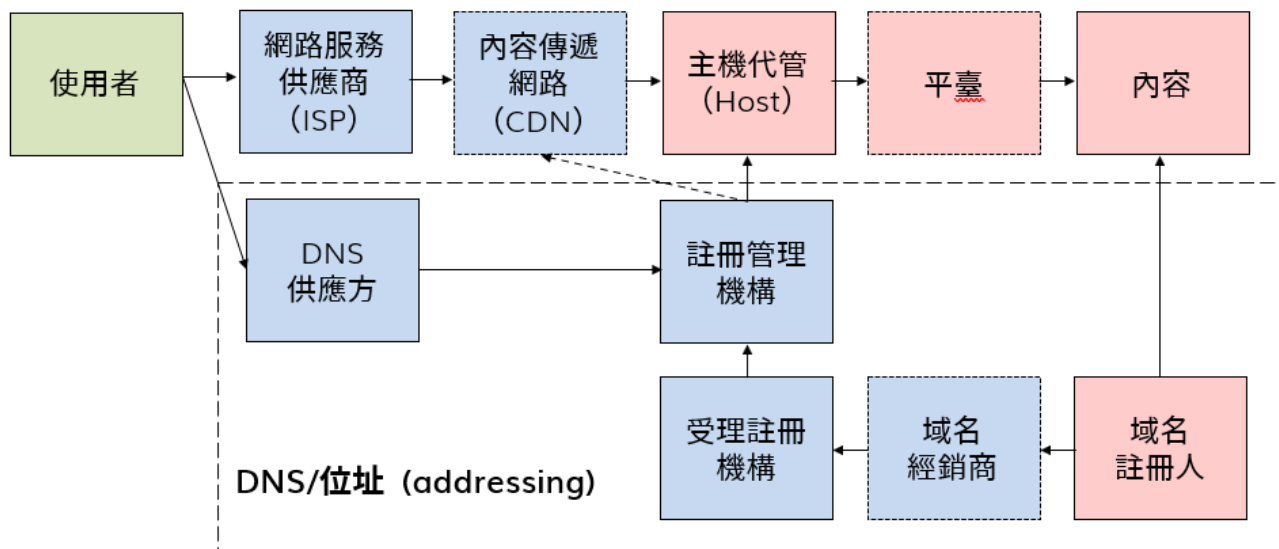 使用者
網路服務
供應商
（ISP）
內容傳遞
網路
（CDN）
主機代管
（Host）
平臺
內容
DNS
供應方
註冊管理
機構
受理註冊
機構
域名
經銷商
域名
註冊人
DNS/位址 (addressing)